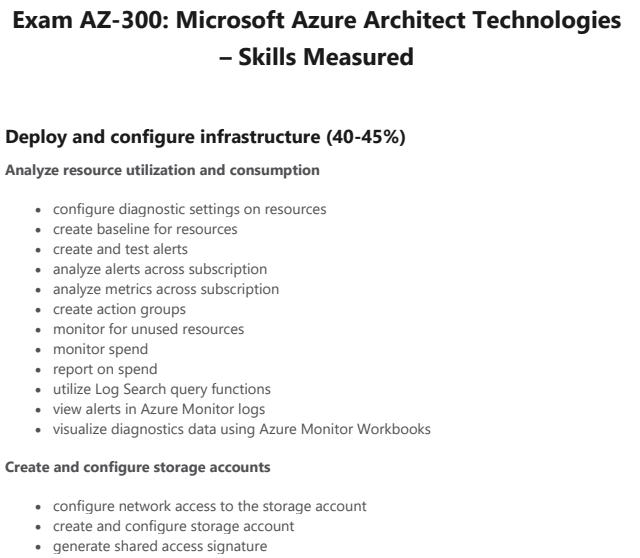 Exam AZ-300: Microsoft Azure Architect Technologies
– Skills Measured
Deploy and configure infrastructure (40-45%)
Analyze resource utilization and consumption
• configure diagnostic settings on resources
• create baseline for resources
• create and test alerts
• analyze alerts across subscription
• analyze metrics across subscription
• create action groups
• monitor for unused resources
• monitor spend
• report on spend
• utilize Log Search query functions
• view alerts in Azure Monitor logs
• visualize diagnostics data using Azure Monitor Workbooks
Create and configure storage accounts
• configure network access to the storage account
• create and configure storage account
• generate shared access signature